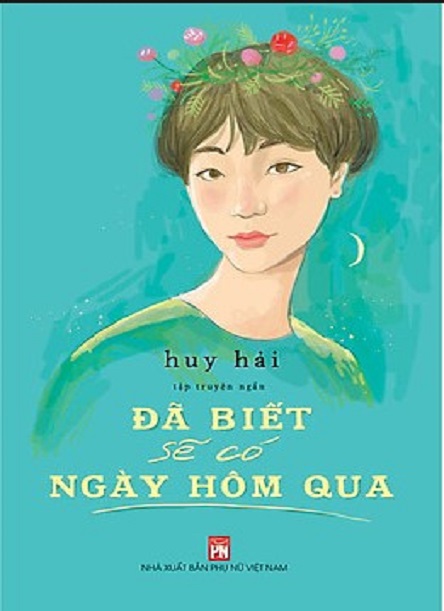 huy hải
tập truyện ngắn
ĐÃ BIẾT
sẽ có
NGÀY HÔM QUA
PN
NHÀ XUẤT BẢN PHỤ NỮ VIỆT NAM